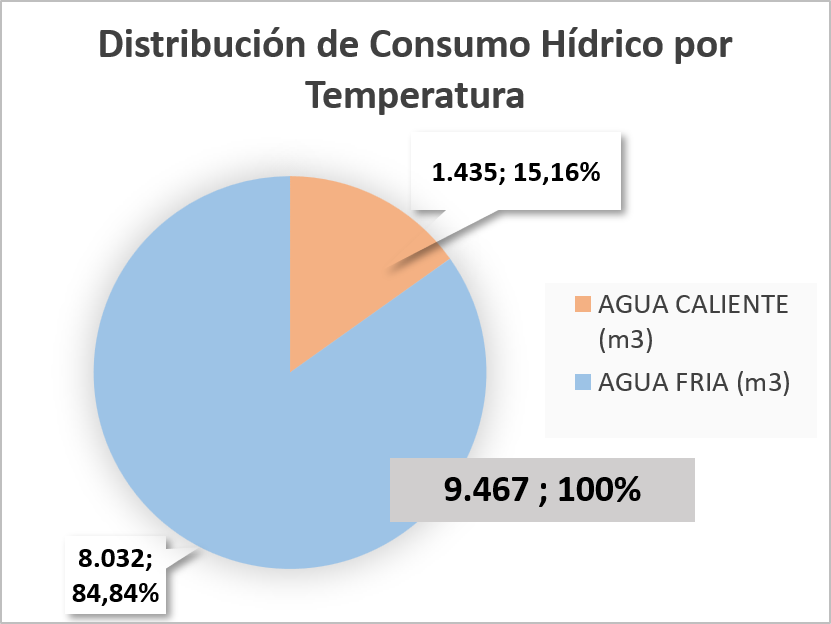 Distribución de Consumo Hídrico por
Temperatura
1.435; 15,16%
AGUA CALIENTE
(m3)
AGUA FRIA (m3)
9.467 ; 100%
8.032;
84,84%